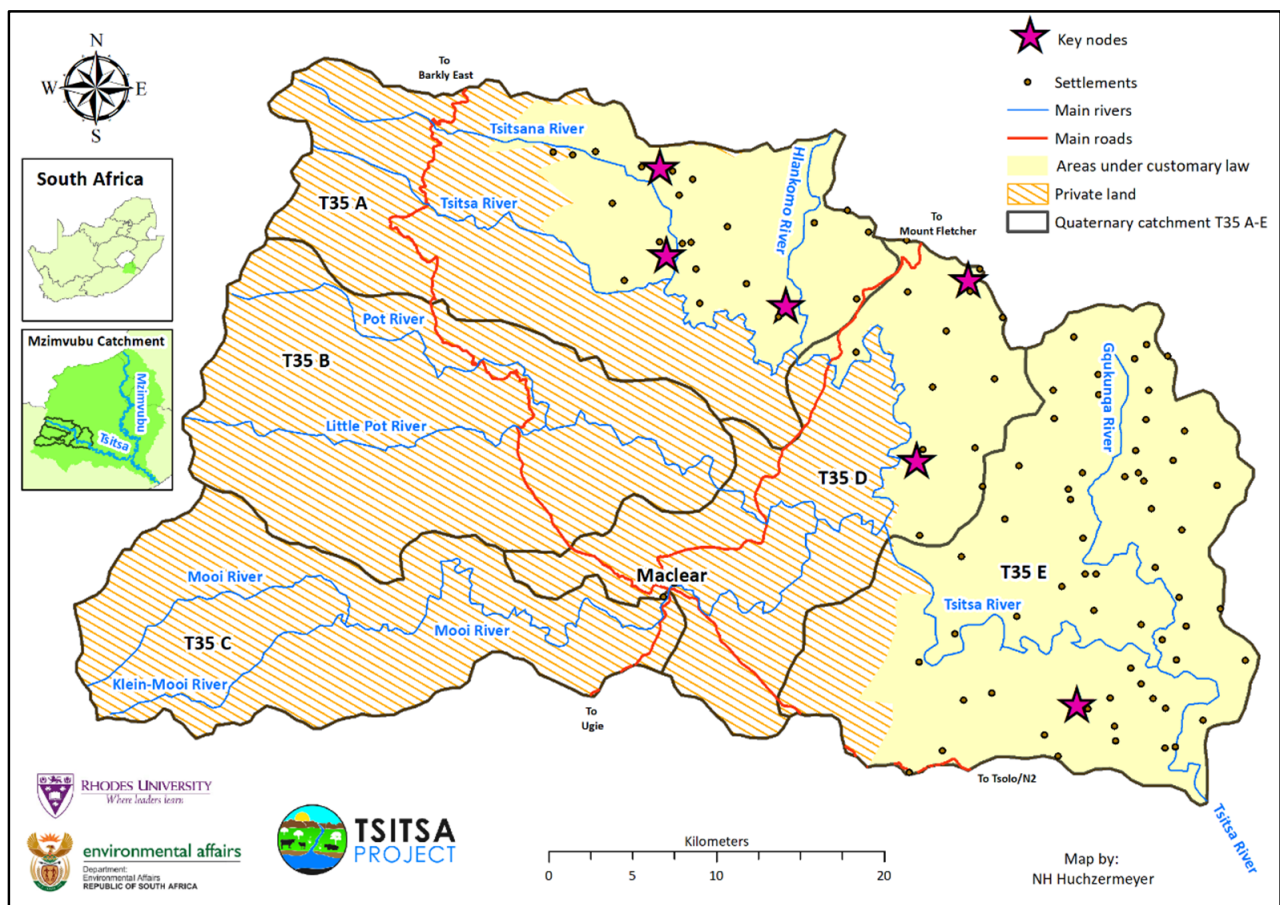 N
W
E
S
South Africa
Mzimvubu Catchment
Mzimvubu
Tsitsa
Key nodes
Settlements
Main rivers
Main roads
Areas under customary law
Private land
Quaternary catchment T35 A-E
To
Barkly East
Tsitsana River
Hlankomo River
T35 A
Tsitsa River
To
Mount Fletcher
Pot River
T35 B
Little Pot River
Gqukunqa River
T35 D
T35 E
Maclear
Mooi River
Tsitsa River
Mooi River
T35 C
Klein-Mooi River
To
Ugie
To Tsolo/N2
Tsitsa River
RHODES UNIVERSITY
Where leaders learn
environmental affairs
Department:
Environmental Affairs
REPUBLIC OF SOUTH AFRICA
TSITSA
PROJECT
Kilometers
0 5 10 20
Map by:
NH Huchzermeyer